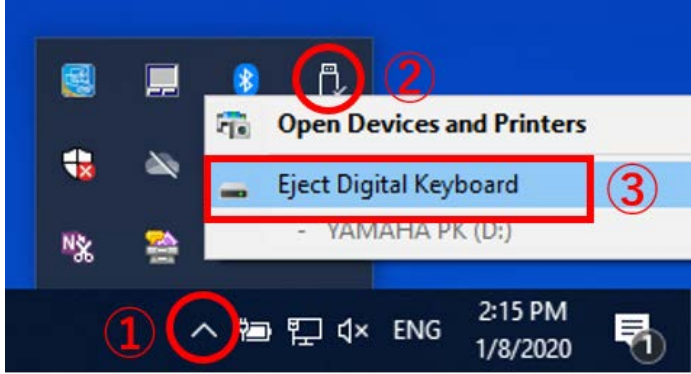 ②
Open Devices and Printers
Eject Digital Keyboard
③
- YAMAHA PK (D:)
N
①
ENG
2:15 PM
1/8/2020
1